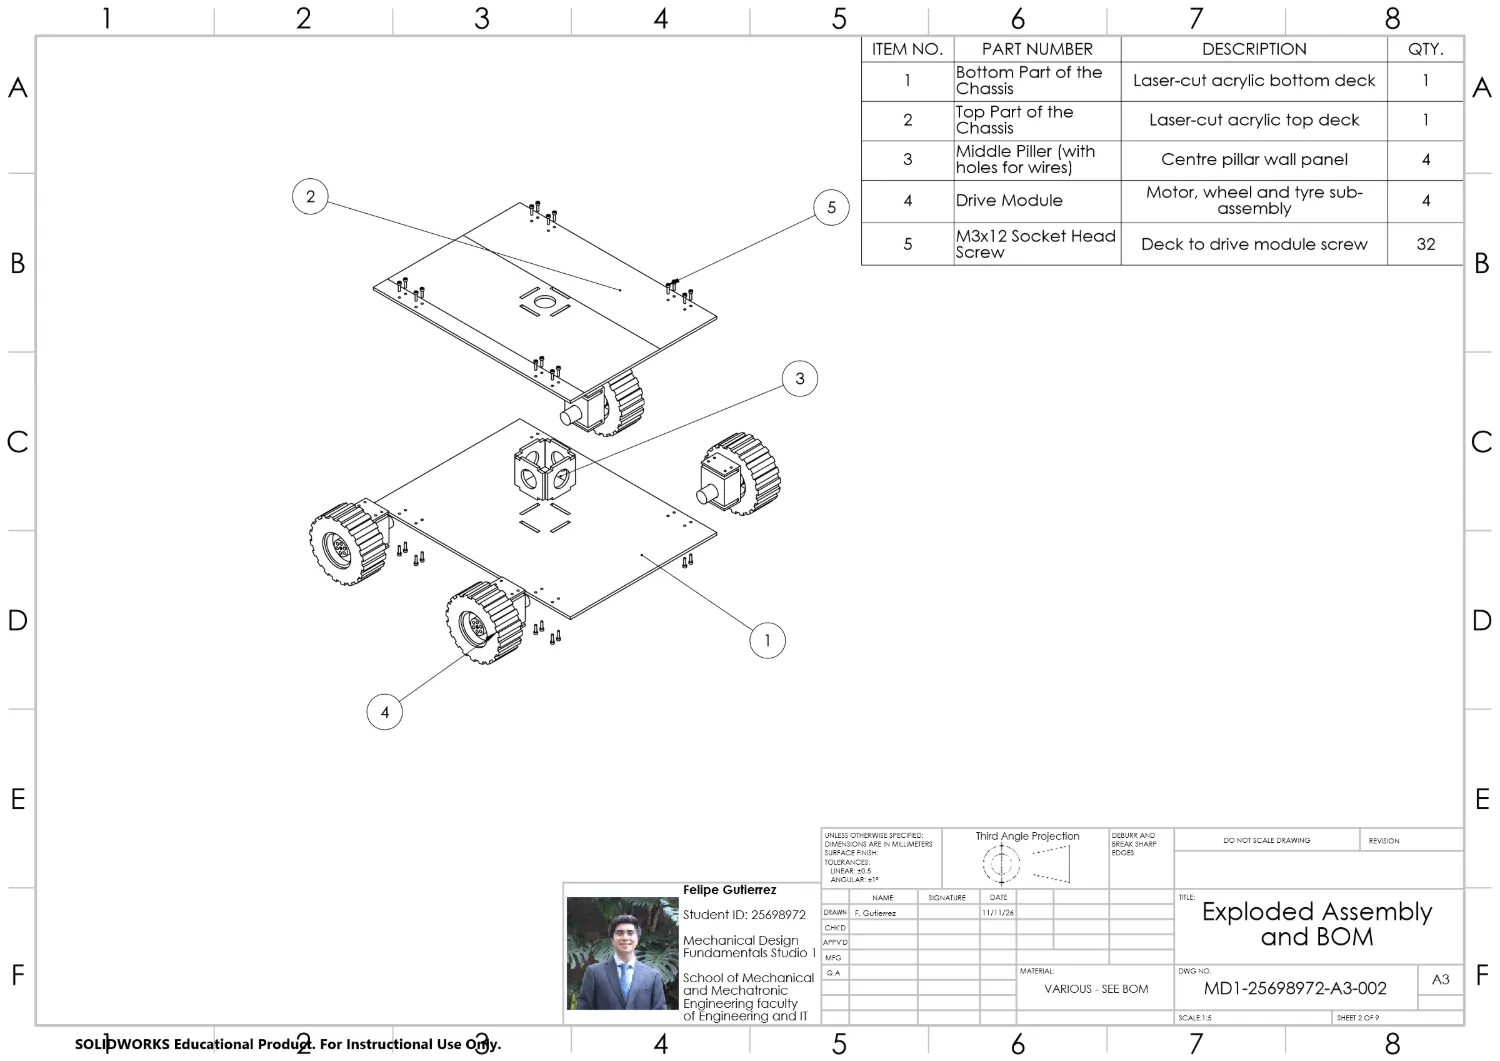 1 2 3 4 5 6 7 8
A A
B B
C C
D D
E E
F F
ITEM NO. PART NUMBER DESCRIPTION QTY.
1 Bottom Part of the Chassis Laser-cut acrylic bottom deck 1
2 Top Part of the Chassis Laser-cut acrylic top deck 1
3 Middle Piller (with holes for wires) Centre pillar wall panel 4
4 Drive Module Motor, wheel and tyre sub-assembly 4
5 M3x12 Socket Head Screw Deck to drive module screw 32
2
5
3
1
4
UNLESS OTHERWISE SPECIFIED:
DIMENSIONS ARE IN MILLIMETERS
SURFACE FINISH:
TOLERANCES:
LINEAR: ±0.5
ANGULAR: ±1°
Third Angle Projection
DEBURR AND
BREAK SHARP
EDGES
DO NOT SCALE DRAWING
REVISION
Felipe Gutierrez
Student ID: 25698972
Mechanical Design
Fundamentals Studio 1
School of Mechanical
and Mechatronic
Engineering faculty
of Engineering and IT
NAME SIGNATURE DATE
DRAWN F. Gutierrez 11/11/26
CHK'D
APPV'D
MFG
Q.A
MATERIAL:
VARIOUS - SEE BOM
TITLE:
Exploded Assembly
and BOM
DWG NO.
MD1-25698972-A3-002
A3
SCALE:1:5
SHEET 2 OF 9
1 2 3 4 5 6 7 8
SOLIDWORKS Educational Product. For Instructional Use Only.